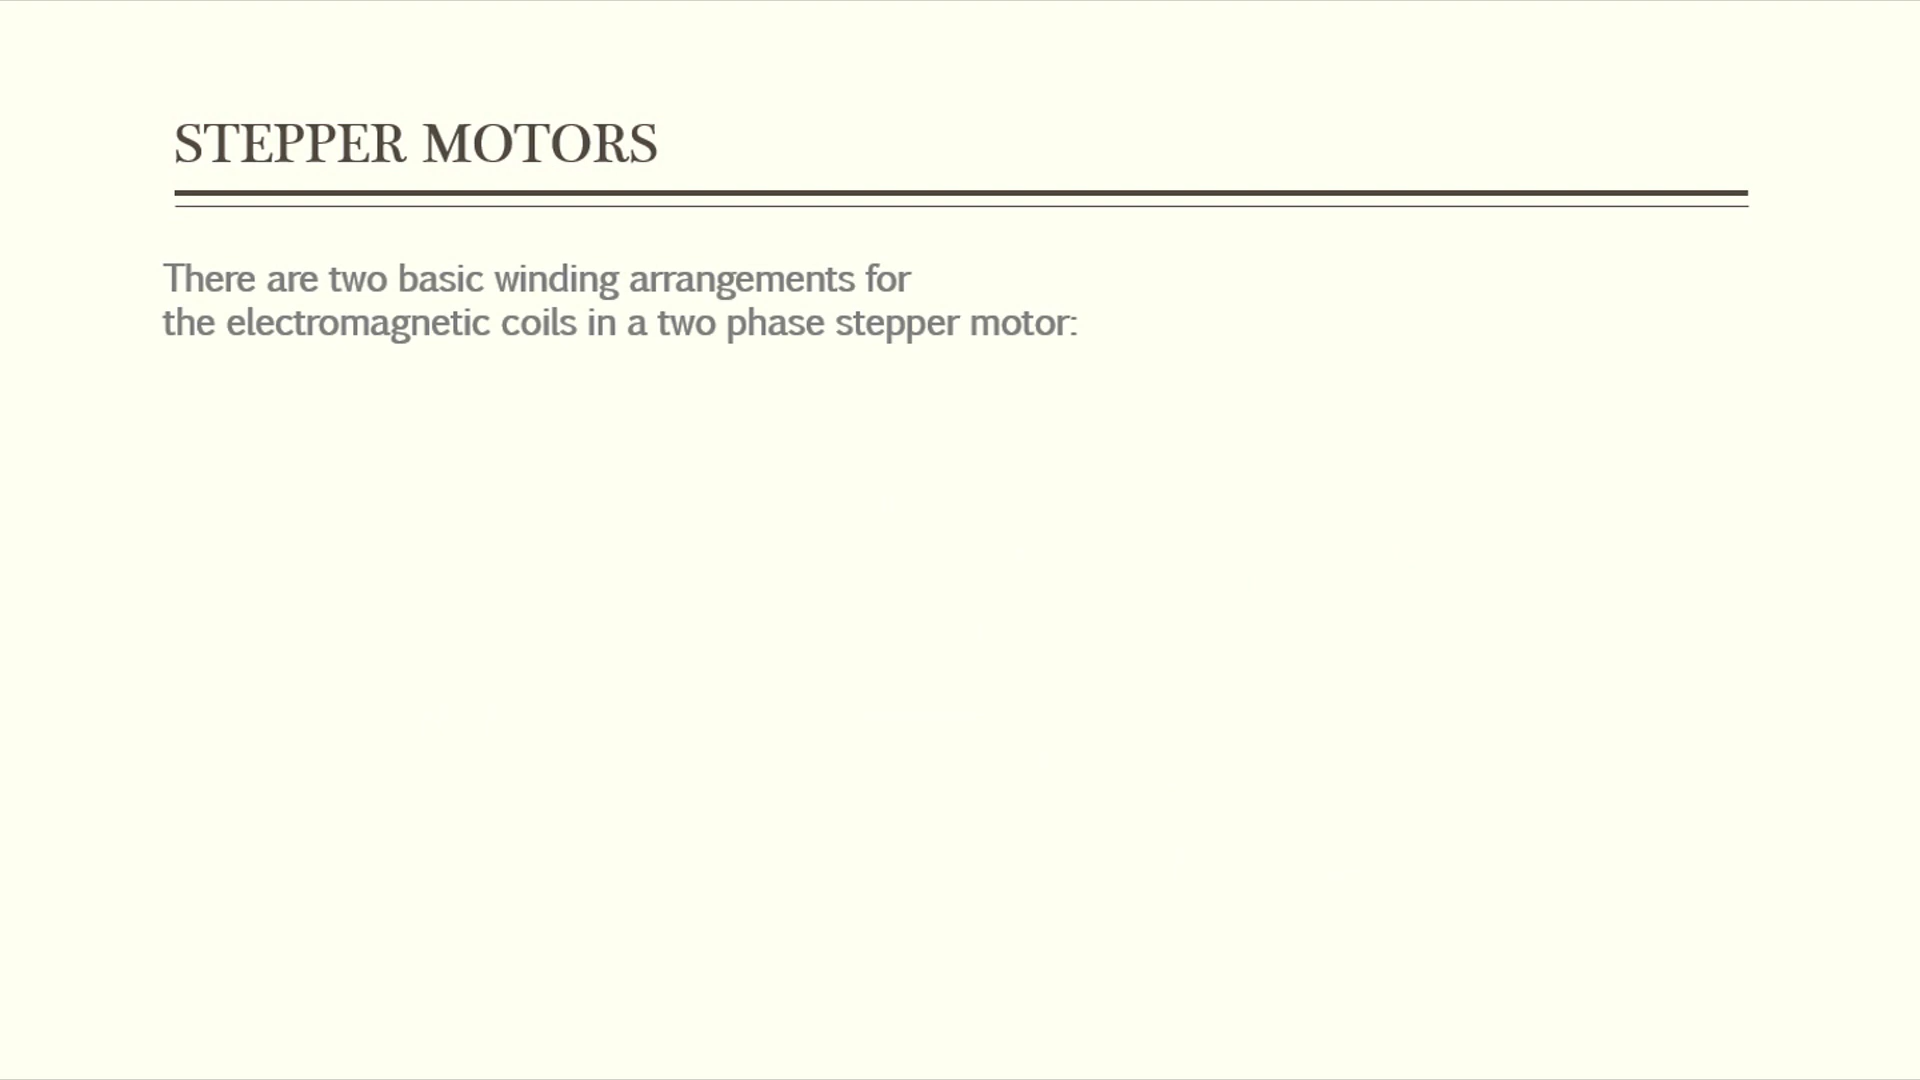 STEPPER MOTORS
There are two basic winding arrangements for
the electromagnetic coils in a two phase stepper motor: